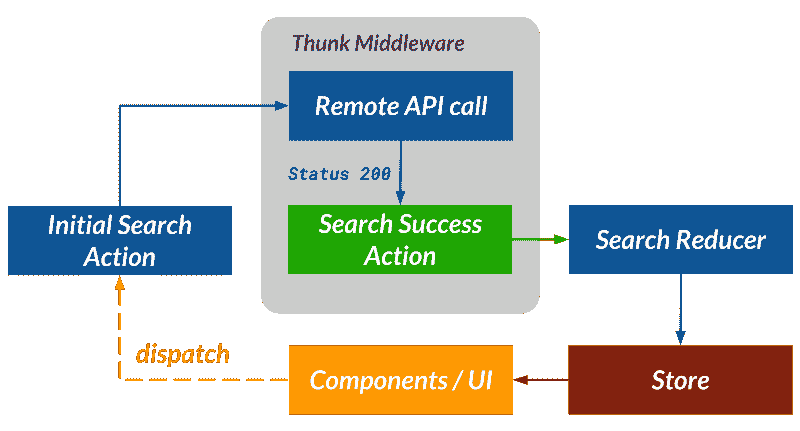 Thunk Middleware
Remote API call
Status 200
Initial Search
Action
Search Success
Action
Search Reducer
dispatch
Components / UI
Store